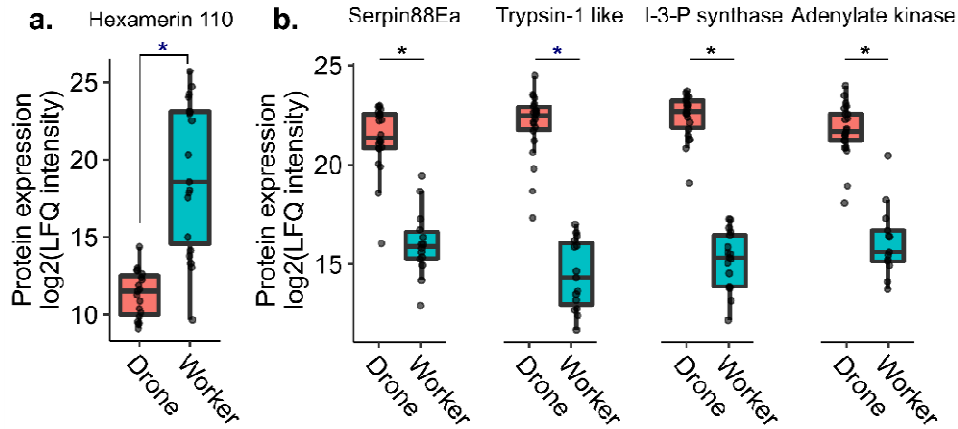 a.
Hexamerin 110
*
Protein expression
log2(LFQ intensity)
25
20
15
10
Drone
Worker
b.
Serpin88Ea
Trypsin-1 like
I-3-P synthase
Adenylate kinase
*
*
*
*
Protein expression
log2(LFQ intensity)
25
20
15
Drone
Worker
Drone
Worker
Drone
Worker
Drone
Worker